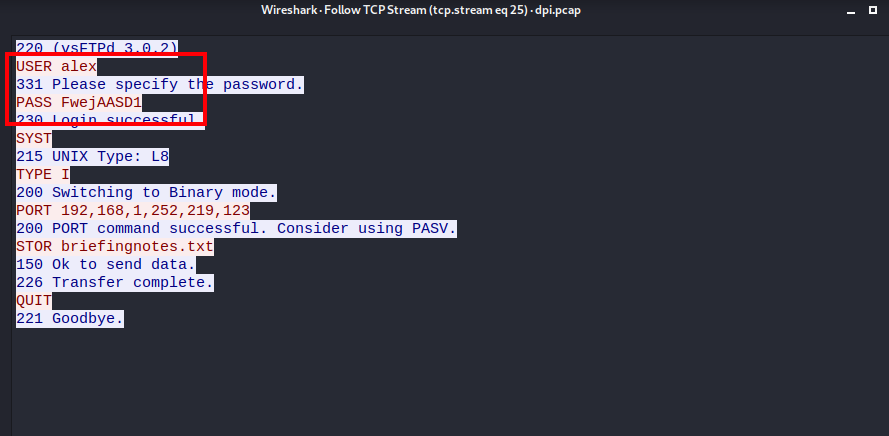 Wireshark · Follow TCP Stream (tcp.stream eq 25) · dpi.pcap
220 (vsFTPd 3.0.2)
USER alex
331 Please specify the password.
PASS FwejAASD1
230 Login successful.
SYST
215 UNIX Type: L8
TYPE I
200 Switching to Binary mode.
PORT 192,168,1,252,219,123
200 PORT command successful. Consider using PASV.
STOR briefingnotes.txt
150 Ok to send data.
226 Transfer complete.
QUIT
221 Goodbye.